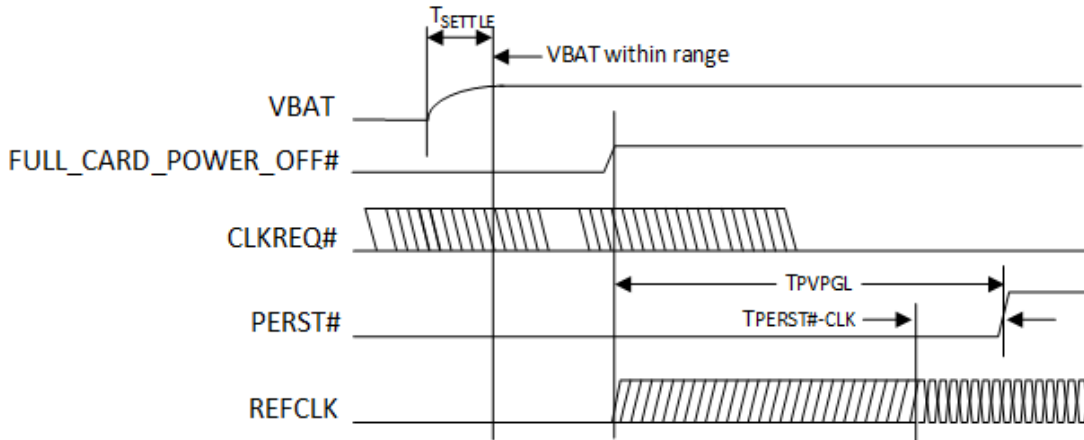 TSETTLE
VBAT within range
VBAT
FULL_CARD_POWER_OFF#
CLKREQ#
TPVPGL
PERST#
TPERST#-CLK
REFCLK